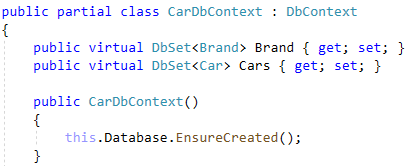 public partial class CarDbContext : DbContext
{
    public virtual DbSet<Brand> Brand { get; set; }
    public virtual DbSet<Car> Cars { get; set; }
    public CarDbContext()
    {
        this.Database.EnsureCreated();
    }